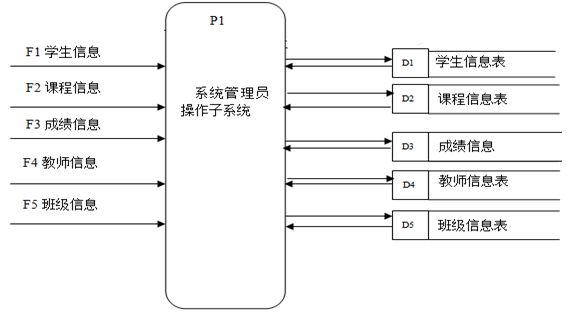 P1
F1 学生信息
F2 课程信息
F3 成绩信息
F4 教师信息
F5 班级信息
系统管理员
操作子系统
D1 学生信息表
D2 课程信息表
D3 成绩信息
D4 教师信息表
D5 班级信息表